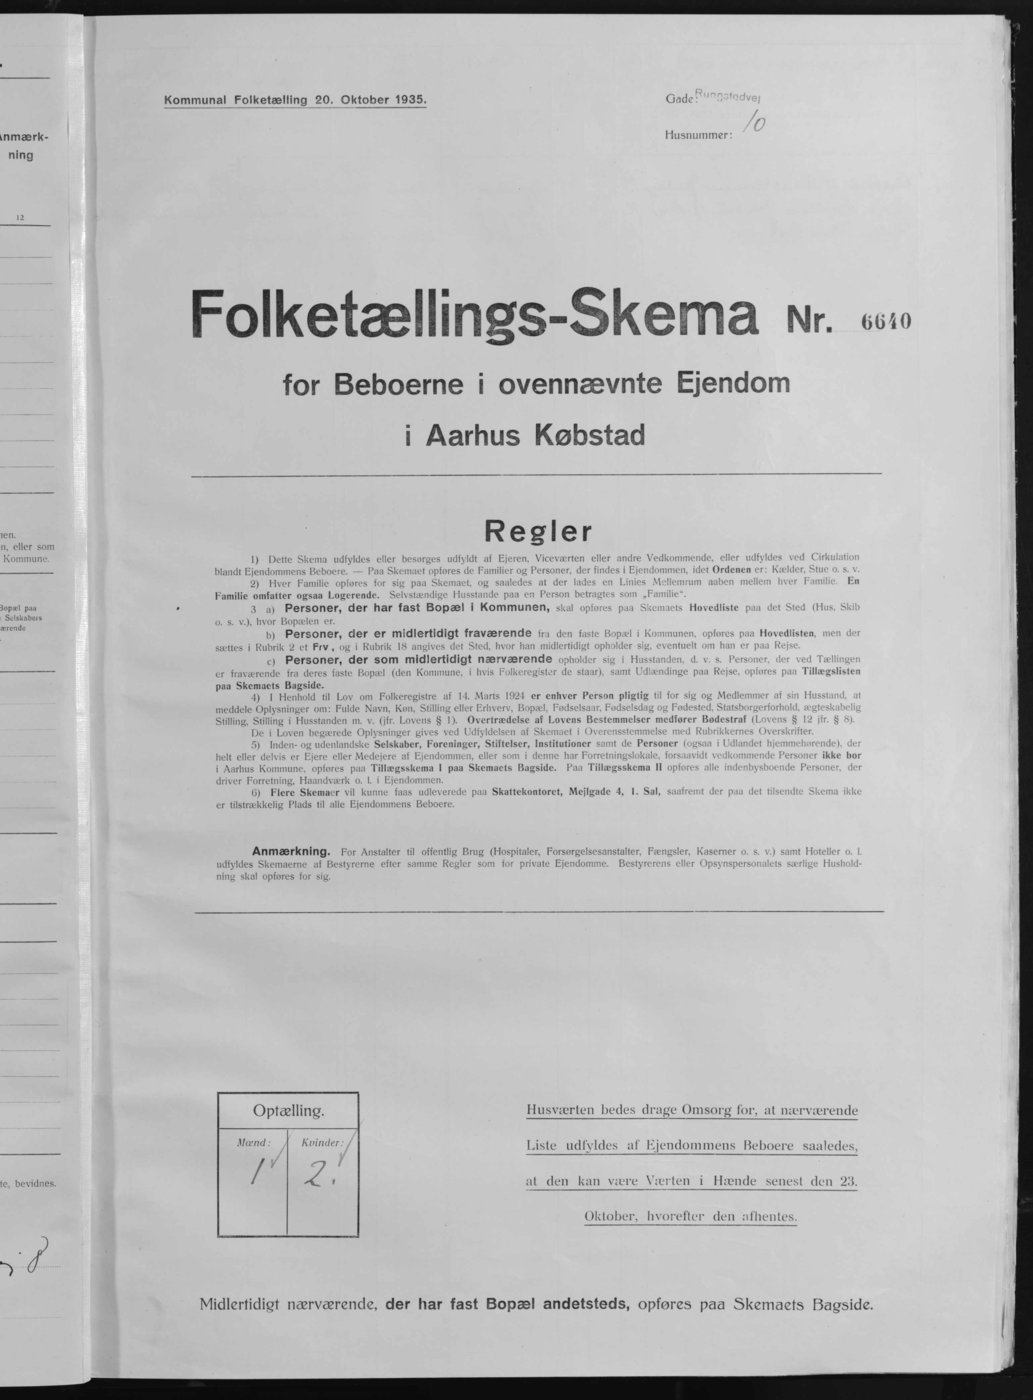 Anmærk-
ning
12
n, eller som
Kommune.
Bopæl paa
Selskabers
te, bevidnes.
8
Kommunal Folketælling 20. Oktober 1935.
Gade: Rungstedvej
Husnummer: 10
Folketællings-Skema Nr. 6640
for Beboerne i ovennævnte Ejendom
i Aarhus Købstad
Regler
1) Dette Skema udfyldes eller besørges udfyldt af Ejeren, Viceværten eller andre Vedkommende, eller udfyldes ved Cirkulation
blandt Ejendommens Beboere. — Paa Skemaet opføres de Familier og Personer, der findes i Ejendommen, idet Ordenen er: Kælder, Stue o. s. v.
2) Hver Familie opføres for sig paa Skemaet, og saaledes at der lades en Linies Mellemrum aaben mellem hver Familie. En
Familie omfatter ogsaa Logerende. Selvstændige Husstande paa en Person betragtes som „Familie“.
3 a) Personer, der har fast Bopæl i Kommunen, skal opføres paa Skemaets Hovedliste paa det Sted (Hus, Skib
o. s. v.), hvor Bopælen er.
b) Personer, der er midlertidigt fraværende fra den faste Bopæl i Kommunen, opføres paa Hovedlisten, men der
sættes i Rubrik 2 et Frv , og i Rubrik 18 angives det Sted, hvor han midlertidigt opholder sig, eventuelt om han er paa Rejse.
c) Personer, der som midlertidigt nærværende opholder sig i Husstanden, d. v. s. Personer, der ved Tællingen
er fraværende fra deres faste Bopæl (den Kommune, i hvis Folkeregister de staar), samt Udlændinge paa Rejse, opføres paa Tillægslisten
paa Skemaets Bagside.
4) I Henhold til Lov om Folkeregistre af 14. Marts 1924 er enhver Person pligtig til for sig og Medlemmer af sin Husstand, at
meddele Oplysninger om: Fulde Navn, Køn, Stilling eller Erhverv, Bopæl, Fødselsaar, Fødselsdag og Fødested, Statsborgerforhold, ægteskabelig
Stilling, Stilling i Husstanden m. v. (jfr. Lovens § 1). Overtrædelse af Lovens Bestemmelser medfører Bødestraf (Lovens § 12 jfr. § 8).
De i Loven begærede Oplysninger gives ved Udfyldelsen af Skemaet i Overensstemmelse med Rubrikkernes Overskrifter.
5) Inden- og udenlandske Selskaber, Foreninger, Stiftelser, Institutioner samt de Personer (ogsaa i Udlandet hjemmehørende), der
helt eller delvis er Ejere eller Medejere af Ejendommen, eller som i denne har Forretningslokale, forsaavidt vedkommende Personer ikke bor
i Aarhus Kommune, opføres paa Tillægsskema I paa Skemaets Bagside. Paa Tillægsskema II opføres alle indenbysboende Personer, der
driver Forretning, Haandværk o. l. i Ejendommen.
6) Flere Skemaer vil kunne faas udleverede paa Skattekontoret, Mejlgade 4, 1. Sal, saafremt der paa det tilsendte Skema ikke
er tilstrækkelig Plads til alle Ejendommens Beboere.
Anmærkning. For Anstalter til offentlig Brug (Hospitaler, Forsørgelsesanstalter, Fængsler, Kaserner o. s. v.) samt Hoteller o. l.
udfyldes Skemaerne af Bestyrerne efter samme Regler som for private Ejendomme. Bestyrerens eller Opsynspersonalets særlige Hushold-
ning skal opføres for sig.
Optælling.
Mænd: Kvinder:
1 2.
Husværten bedes drage Omsorg for, at nærværende
Liste udfyldes af Ejendommens Beboere saaledes,
at den kan være Værten i Hænde senest den 23.
Oktober, hvorefter den afhentes.
Midlertidigt nærværende, der har fast Bopæl andetsteds, opføres paa Skemaets Bagside.